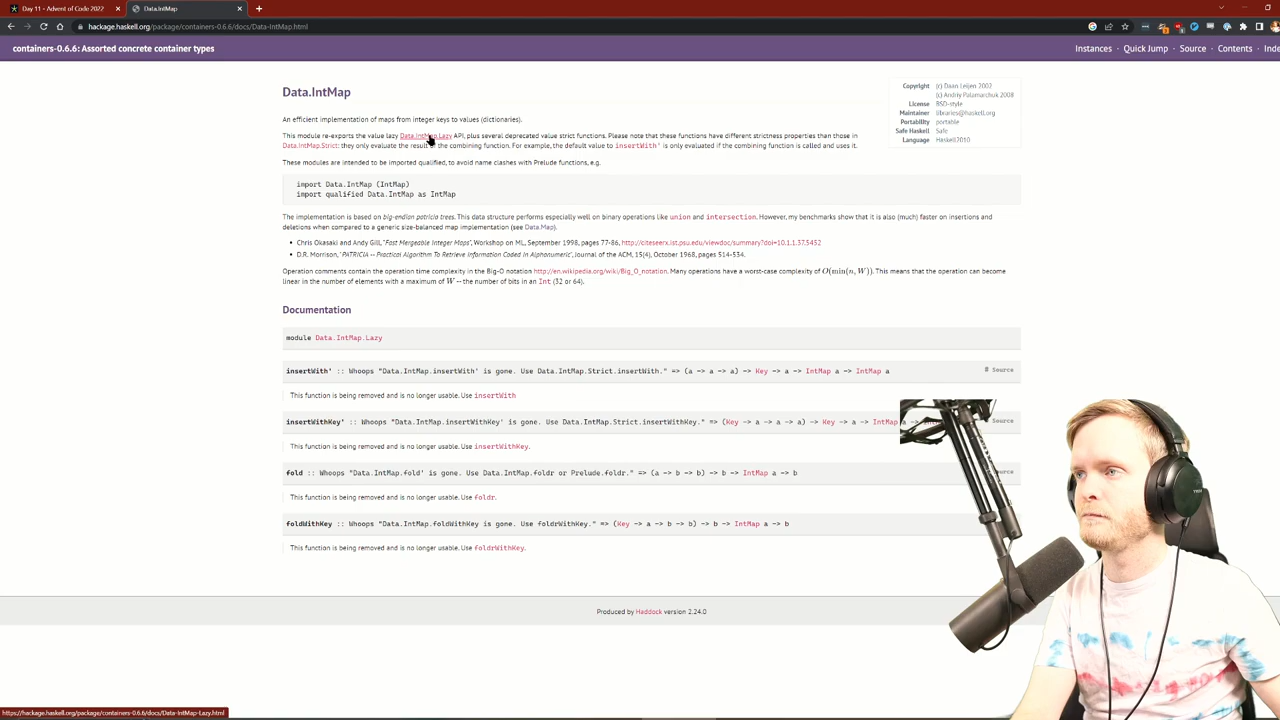 Day 11 - Advent of Code 2022
Data.IntMap
hackage.haskell.org/package/containers-0.6.6/docs/Data-IntMap.html
containers-0.6.6: Assorted concrete container types
Instances Quick Jump Source Contents Inde
Data.IntMap
Copyright (c) Daan Leijen 2002
(c) Andriy Palamarchuk 2008
License BSD-style
Maintainer libraries@haskell.org
Portability portable
Safe Haskell Safe
Language Haskell2010
An efficient implementation of maps from integer keys to values (dictionaries).
This module re-exports the value lazy Data.IntMap.Lazy API, plus several deprecated value strict functions. Please note that these functions have different strictness properties than those in
Data.IntMap.Strict: they only evaluate the result of the combining function. For example, the default value to insertWith' is only evaluated if the combining function is called and uses it.
These modules are intended to be imported qualified, to avoid name clashes with Prelude functions, e.g.
import Data.IntMap (IntMap)
import qualified Data.IntMap as IntMap
The implementation is based on big-endian patricia trees. This data structure performs especially well on binary operations like union and intersection. However, my benchmarks show that it is also (much) faster on insertions and
deletions when compared to a generic size-balanced map implementation (see Data.Map).
• Chris Okasaki and Andy Gill, "Fast Mergeable Integer Maps", Workshop on ML, September 1998, pages 77-86, http://citeseerx.ist.psu.edu/viewdoc/summary?doi=10.1.1.37.5452
• D.R. Morrison, "PATRICIA -- Practical Algorithm To Retrieve Information Coded In Alphanumeric", Journal of the ACM, 15(4), October 1968, pages 514-534.
Operation comments contain the operation time complexity in the Big-O notation http://en.wikipedia.org/wiki/Big_O_notation. Many operations have a worst-case complexity of O(min(n, W)). This means that the operation can become
linear in the number of elements with a maximum of W -- the number of bits in an Int (32 or 64).
Documentation
module Data.IntMap.Lazy
insertWith' :: Whoops "Data.IntMap.insertWith' is gone. Use Data.IntMap.Strict.insertWith." => (a -> a -> a) -> Key -> a -> IntMap a -> IntMap a # Source
This function is being removed and is no longer usable. Use insertWith
insertWithKey' :: Whoops "Data.IntMap.insertWithKey' is gone. Use Data.IntMap.Strict.insertWithKey." => (Key -> a -> a -> a) -> Key -> a -> IntMap a -> Source
This function is being removed and is no longer usable. Use insertWithKey.
fold :: Whoops "Data.IntMap.fold' is gone. Use Data.IntMap.foldr or Prelude.foldr." => (a -> b -> b) -> b -> IntMap a -> b
This function is being removed and is no longer usable. Use foldr.
foldWithKey :: Whoops "Data.IntMap.foldWithKey is gone. Use foldrWithKey." => (Key -> a -> b -> b) -> b -> IntMap a -> b
This function is being removed and is no longer usable. Use foldrWithKey.
Produced by Haddock version 2.24.0
https://hackage.haskell.org/package/containers-0.6.6/docs/Data-IntMap-Lazy.html